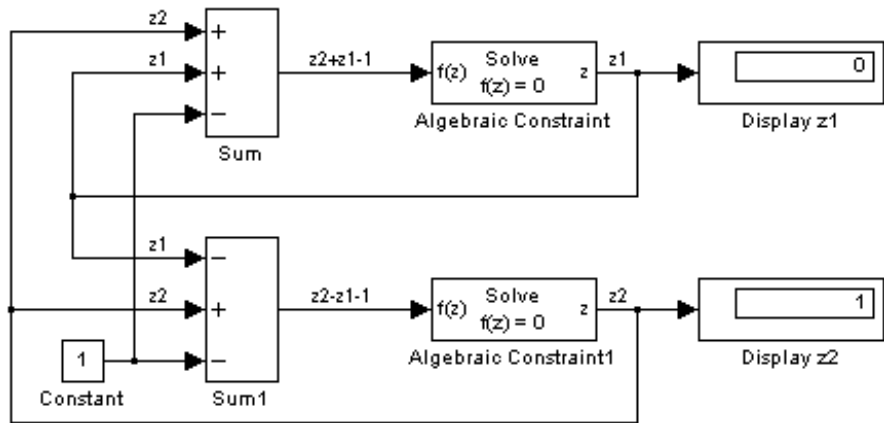 z2
+
z1
+
−
Sum
z2+z1-1
f(z)
Solve
f(z) = 0
z
Algebraic Constraint
z1
0
Display z1
z1
−
z2
+
−
Sum1
z2-z1-1
f(z)
Solve
f(z) = 0
z
Algebraic Constraint1
z2
1
Display z2
1
Constant